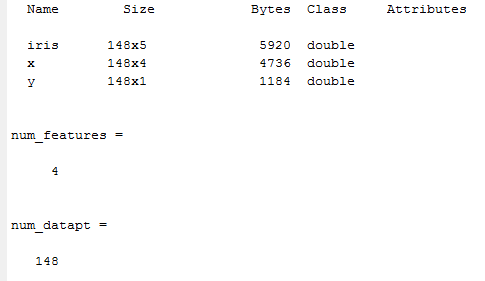 Name Size Bytes Class Attributes
iris 148x5 5920 double
x 148x4 4736 double
y 148x1 1184 double
num_features =
4
num_datapt =
148